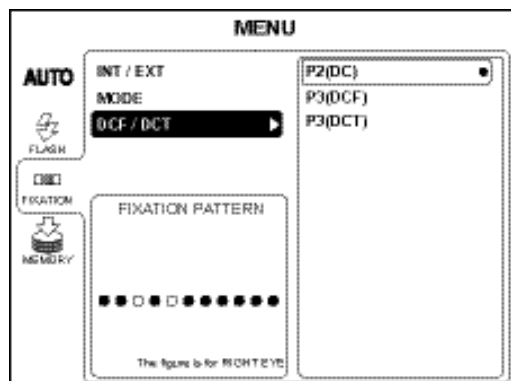 MENU
AUTO
FLASH
FIXATION
MEMORY
INT / EXT
MODE
DCF / DCT
FIXATION PATTERN
The figure is for RIGHT EYE
P2(DC)
P3(DCF)
P3(DCT)